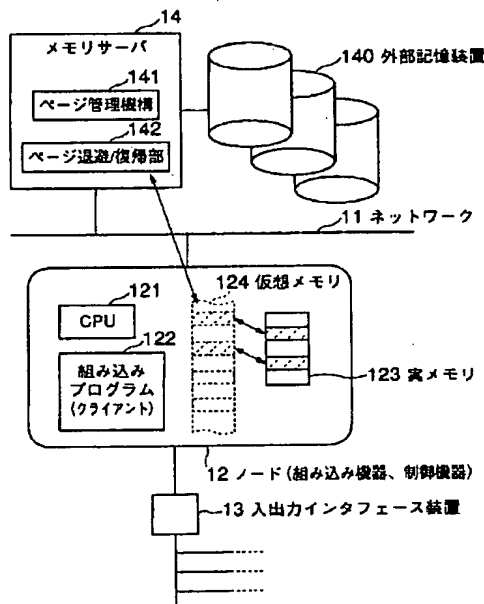 14
メモリサーバ
141
ページ管理機構
142
ページ退避/復帰部
140 外部記憶装置
11 ネットワーク
124 仮想メモリ
121
CPU
122
組み込み
プログラム
(クライアント)
123 実メモリ
12 ノード(組み込み機器、制御機器)
13 入出力インタフェース装置